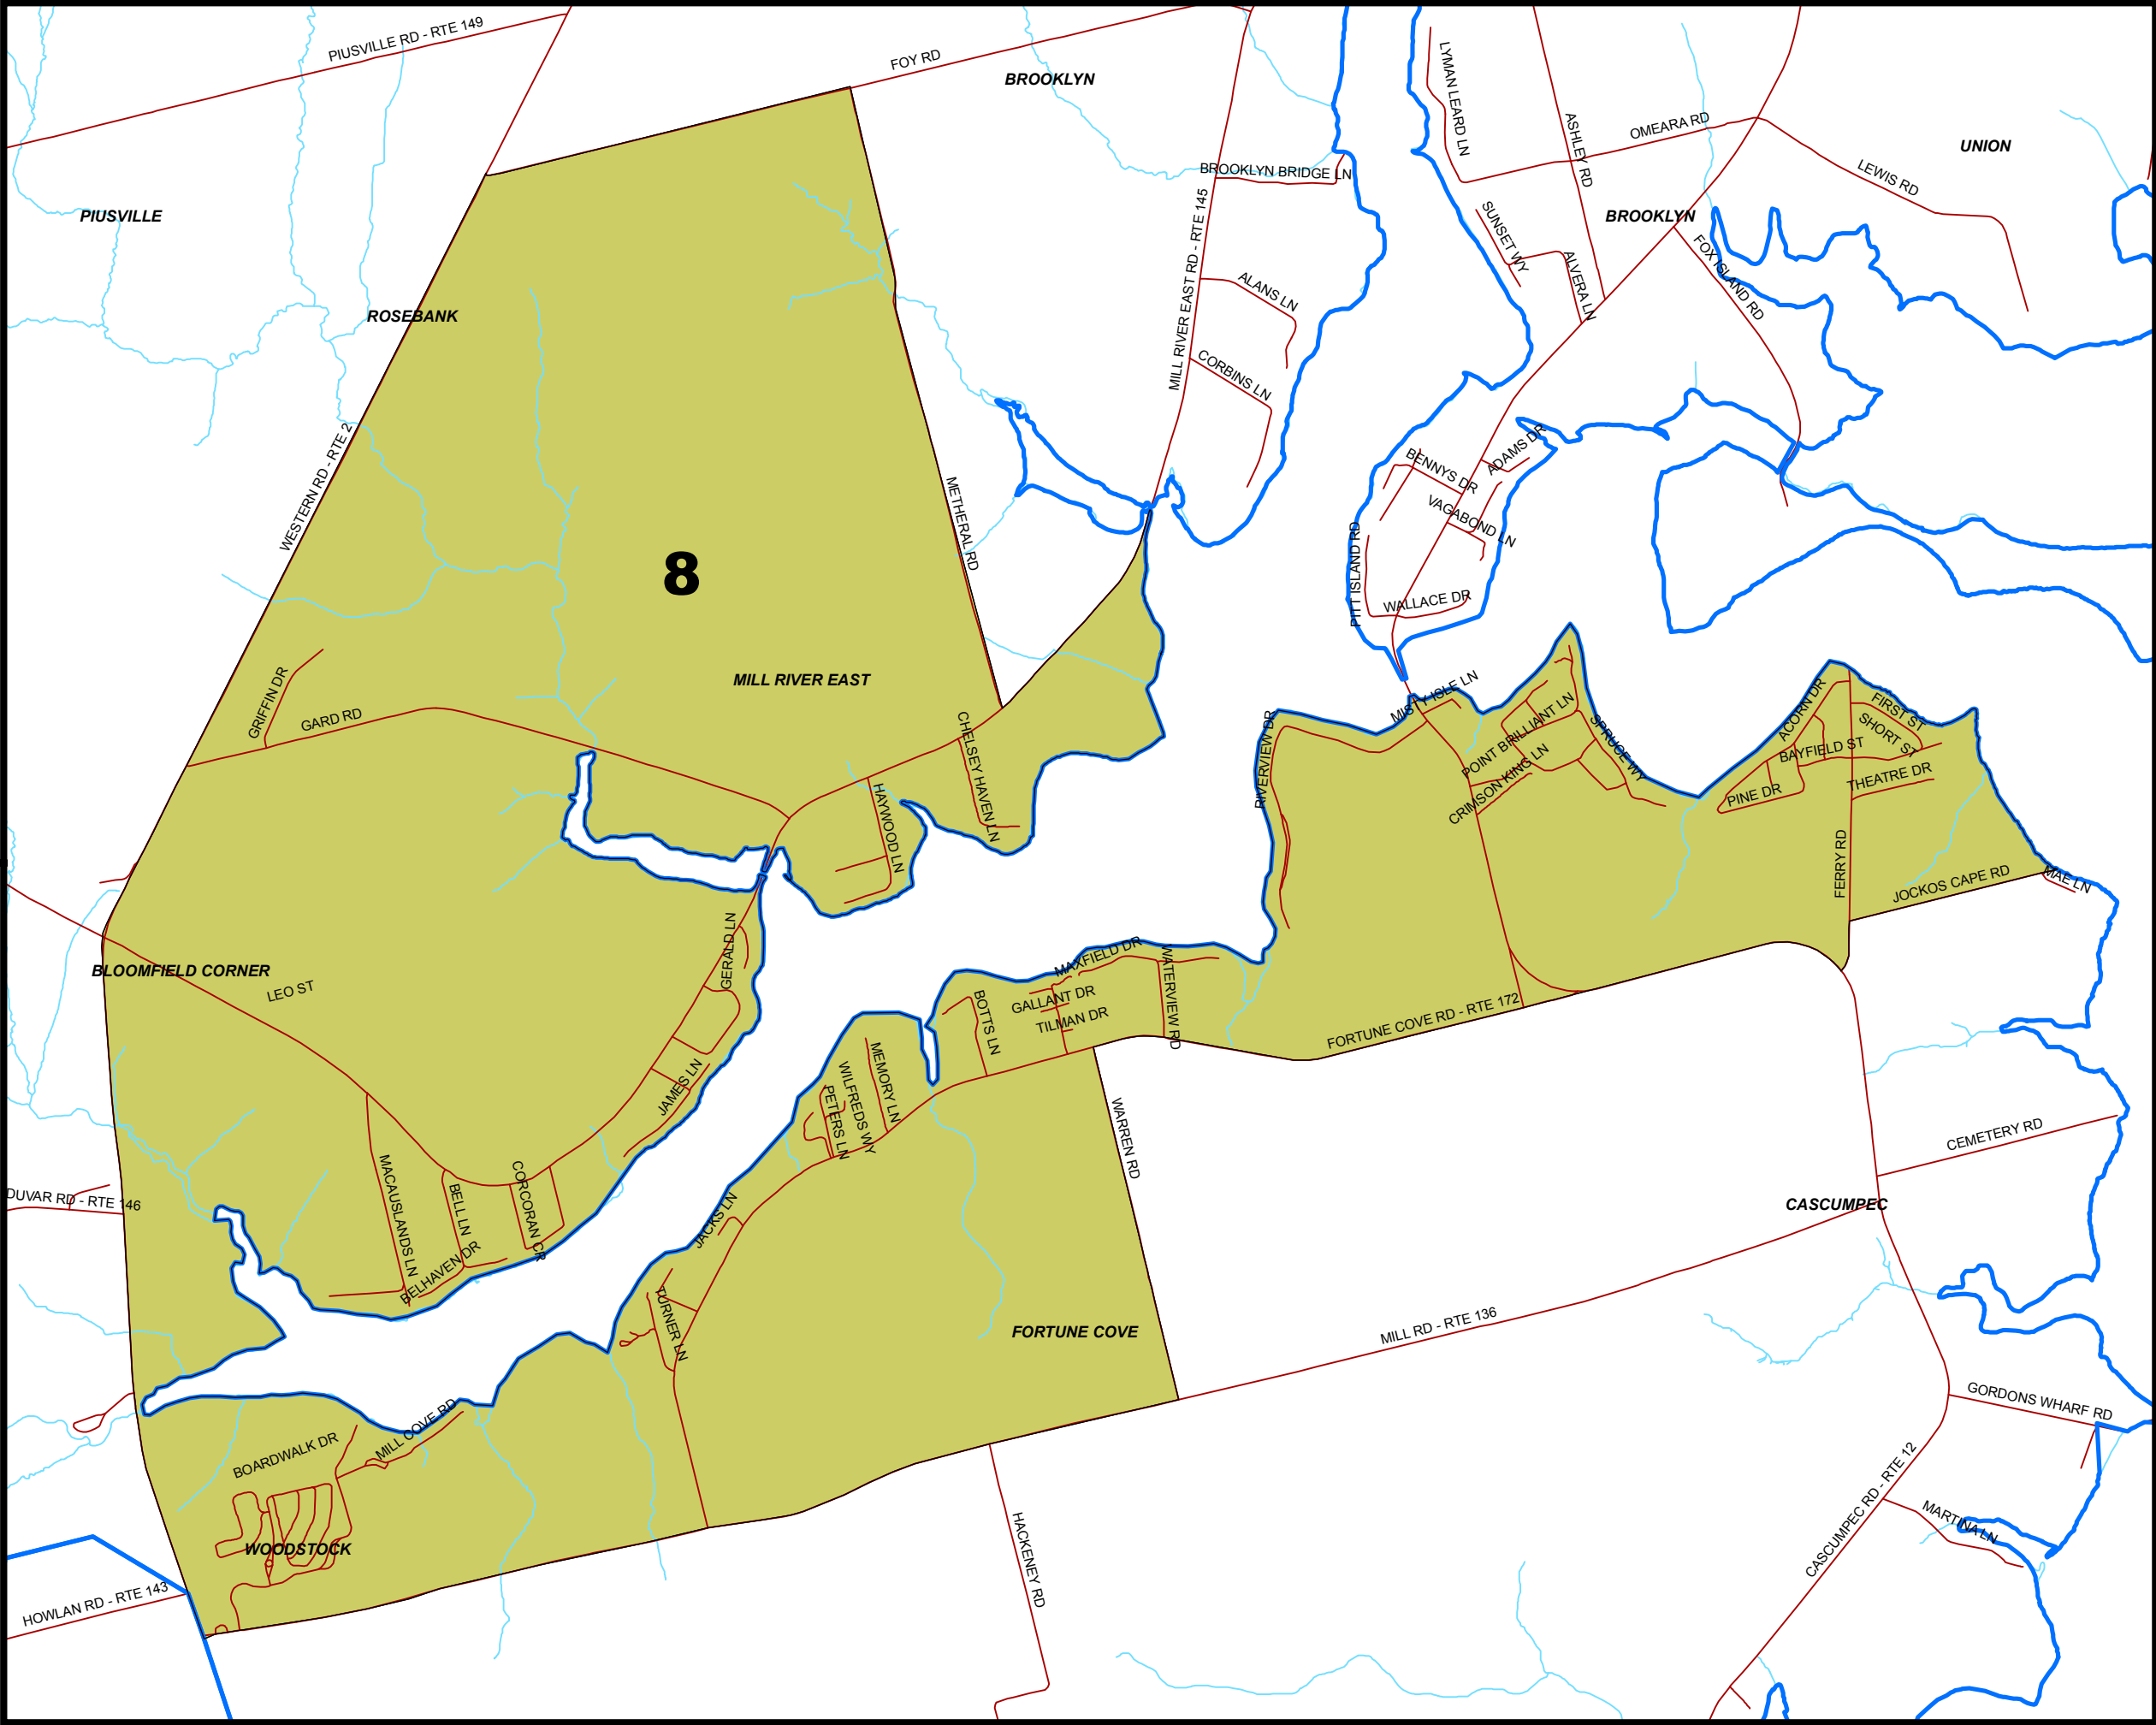 PIUSVILLE RD - RTE 149
FOY RD
BROOKLYN
LYMAN LEARD LN
ASHLEY RD
OMEARA RD
UNION
LEWIS RD
BROOKLYN BRIDGE LN
PIUSVILLE
BROOKLYN
SUNSET WY
FOX ISLAND RD
ALVERA LN
MILL RIVER EAST RD - RTE 145
ALANS LN
ROSEBANK
CORBINS LN
WESTERN RD - RTE 2
METHERAL RD
BENNYS DR
ADAMS DR
VAGABOND LN
PITT ISLAND RD
WALLACE DR
8
MILL RIVER EAST
GRIFFIN DR
GARD RD
CHELSEY HAVEN LN
HAYWOOD LN
RIVERVIEW DR
MISTY ISLE LN
POINT BRILLIANT LN
CRIMSON KING LN
SPRUCE WY
ACORN DR
FIRST ST
SHORT ST
BAYFIELD ST
THEATRE DR
PINE DR
FERRY RD
JOCKOS CAPE RD
MAE LN
BLOOMFIELD CORNER
LEO ST
GERALD LN
MAXFIELD DR
WATERVIEW RD
GALLANT DR
TILMAN DR
BOTTS LN
FORTUNE COVE RD - RTE 172
JAMES LN
MEMORY LN
WILFREDS WY
PETERS LN
WARREN RD
CEMETERY RD
DUVAR RD - RTE 146
MACAUSLANDS LN
BELL LN
CORCORAN CR
BELHAVEN DR
JACKS LN
CASCUMPEC
TURNER LN
FORTUNE COVE
MILL RD - RTE 136
GORDONS WHARF RD
MILL COVE RD
BOARDWALK DR
CASCUMPEC RD - RTE 12
MARTINA LN
WOODSTOCK
HACKENEY RD
HOWLAN RD - RTE 143